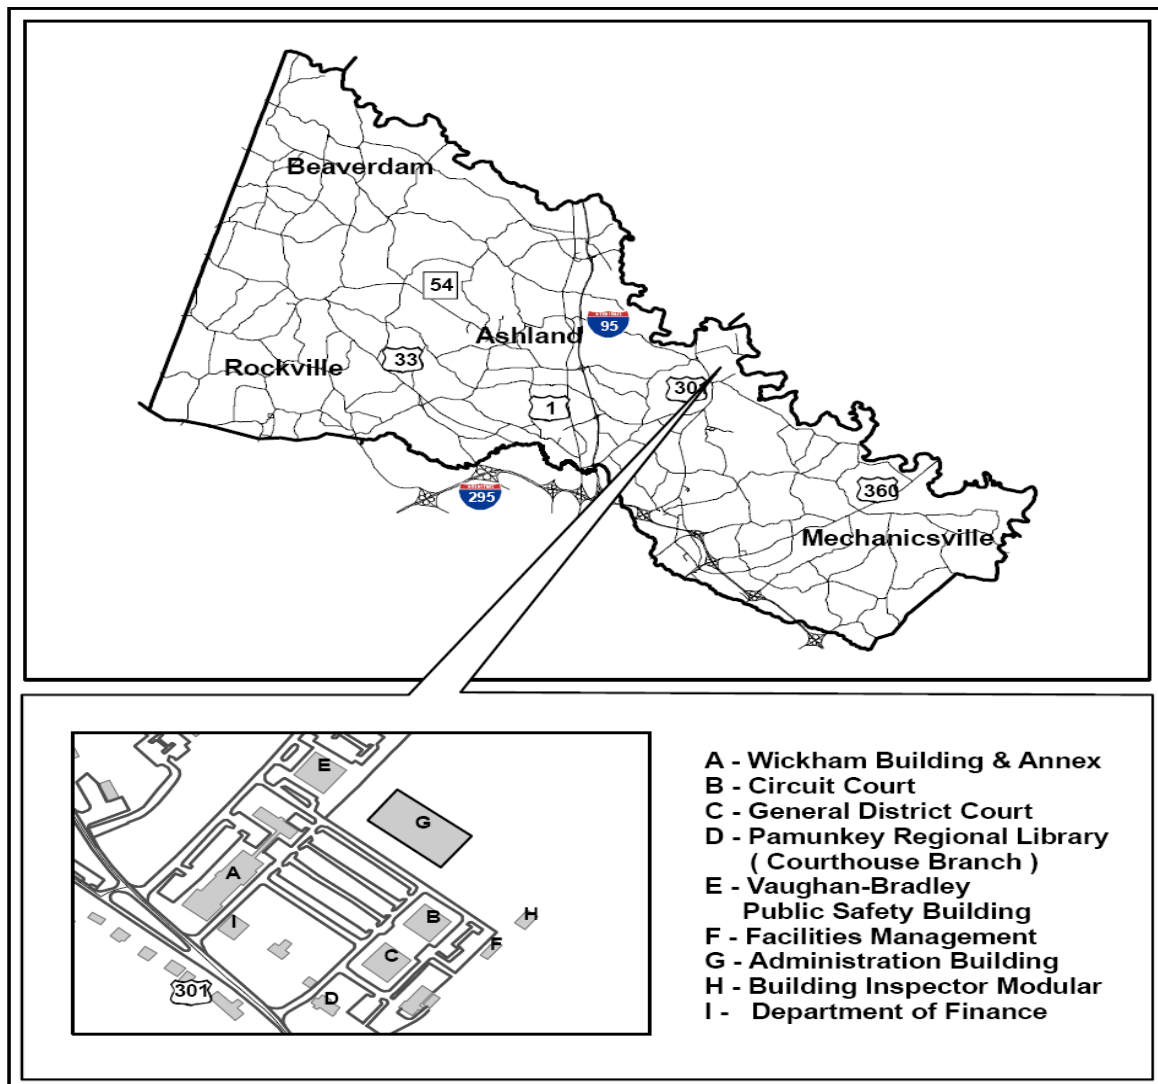 Beaverdam
54
Ashland
95
33
Rockville
301
1
295
360
Mechanicsville
E
G
A
B
H
I
F
C
301
D
A - Wickham Building & Annex
B - Circuit Court
C - General District Court
D - Pamunkey Regional Library
( Courthouse Branch )
E - Vaughan-Bradley
Public Safety Building
F - Facilities Management
G - Administration Building
H - Building Inspector Modular
I - Department of Finance